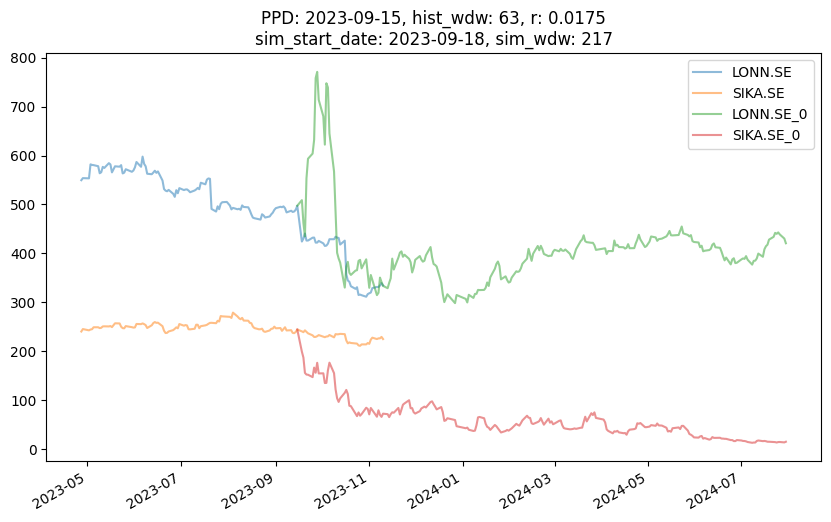 PPD: 2023-09-15, hist_wdw: 63, r: 0.0175
sim_start_date: 2023-09-18, sim_wdw: 217
800
700
600
500
400
300
200
100
0
LONN.SE
SIKA.SE
LONN.SE_0
SIKA.SE_0
2023-05
2023-07
2023-09
2023-11
2024-01
2024-03
2024-05
2024-07